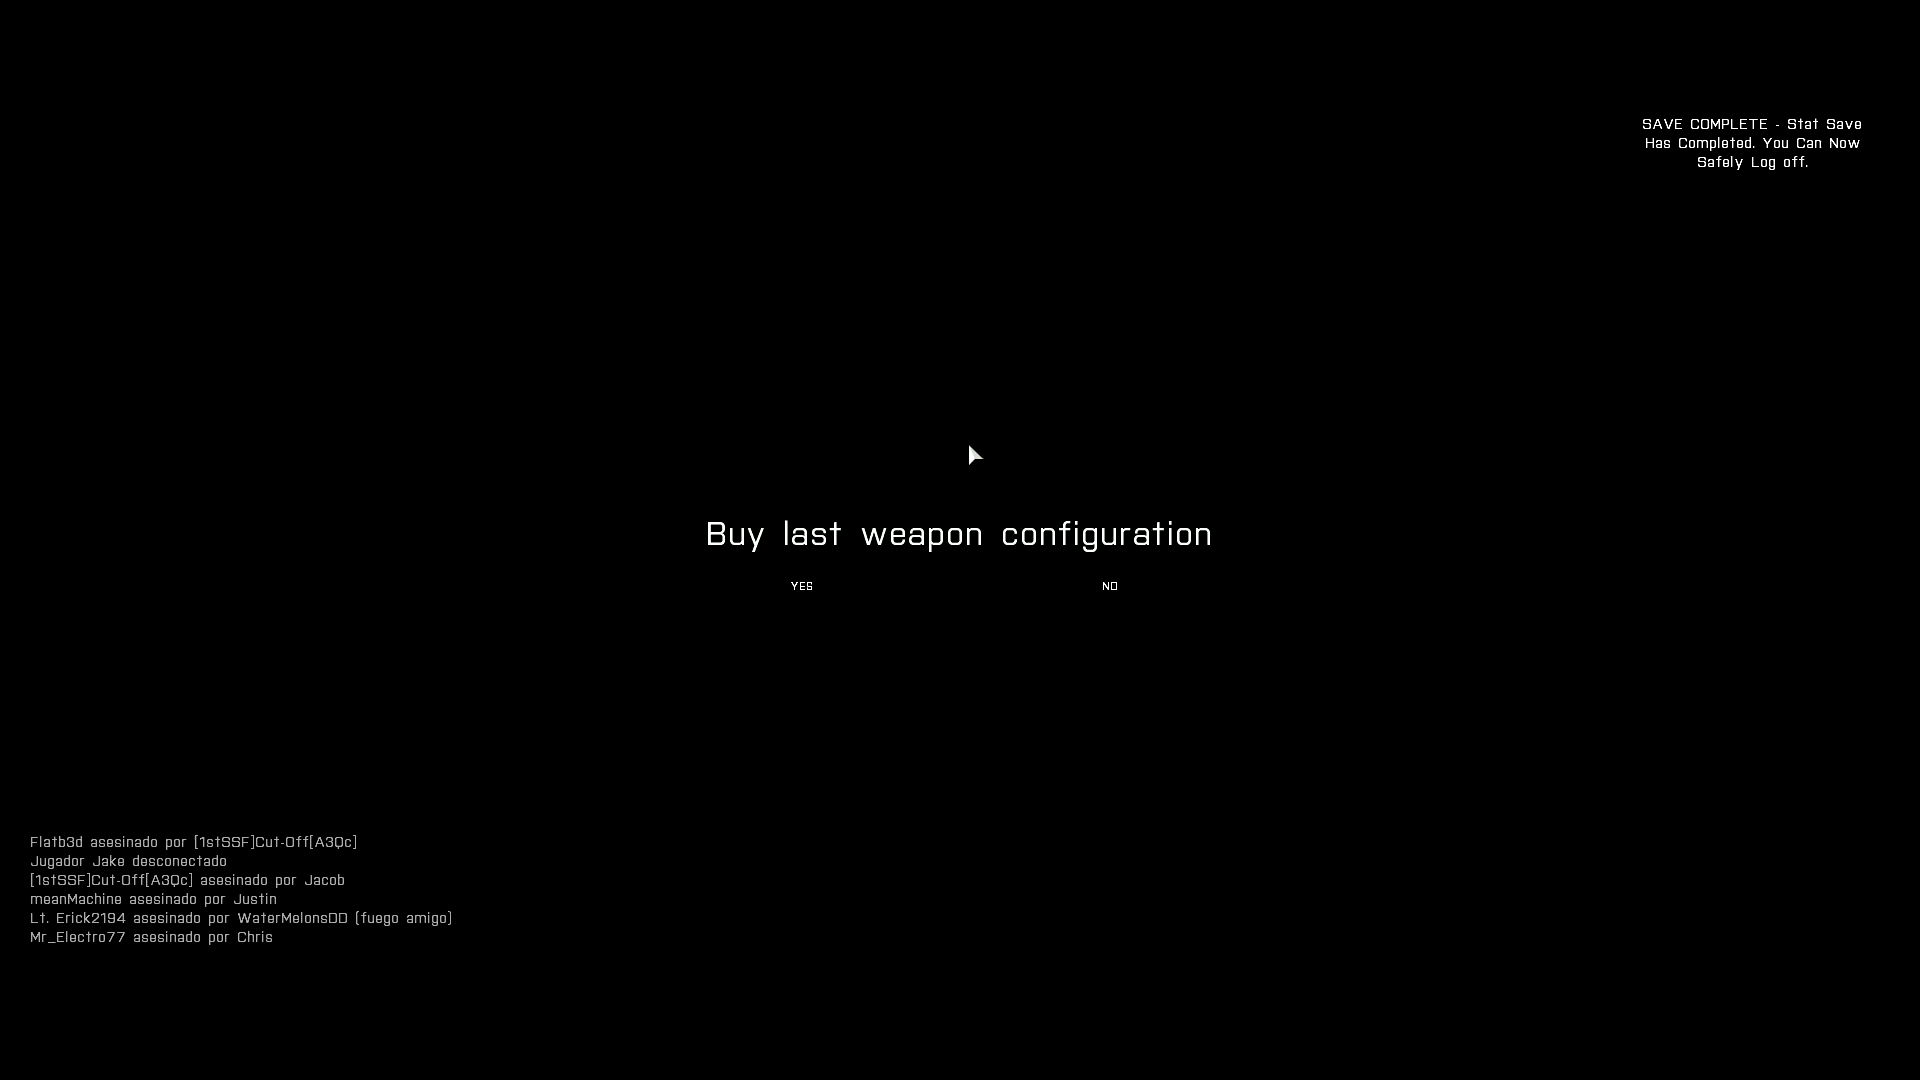 SAVE COMPLETE - Stat Save
Has Completed. You Can Now
Safely Log off.
Buy last weapon configuration
YES
NO
Flatb3d asesinado por [1stSSF]Cut-Off[A3Qc]
Jugador Jake desconectado
[1stSSF]Cut-Off[A3Qc] asesinado por Jacob
meanMachine asesinado por Justin
Lt. Erick2194 asesinado por WaterMelonsDD (fuego amigo)
Mr_Electro77 asesinado por Chris